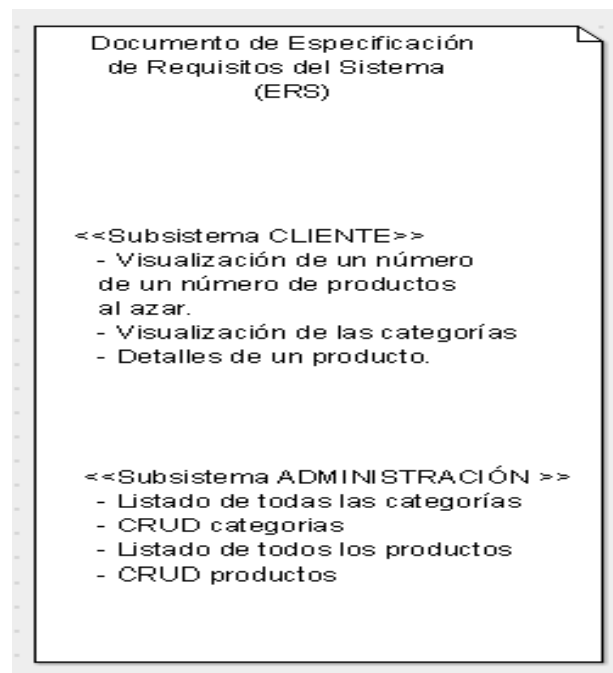 Documento de Especificación
de Requisitos del Sistema
(ERS)
<<Subsistema CLIENTE>>
- Visualización de un número
de un número de productos
al azar.
- Visualización de las categorías
- Detalles de un producto.
<<Subsistema ADMINISTRACIÓN >>
- Listado de todas las categorías
- CRUD categorias
- Listado de todos los productos
- CRUD productos